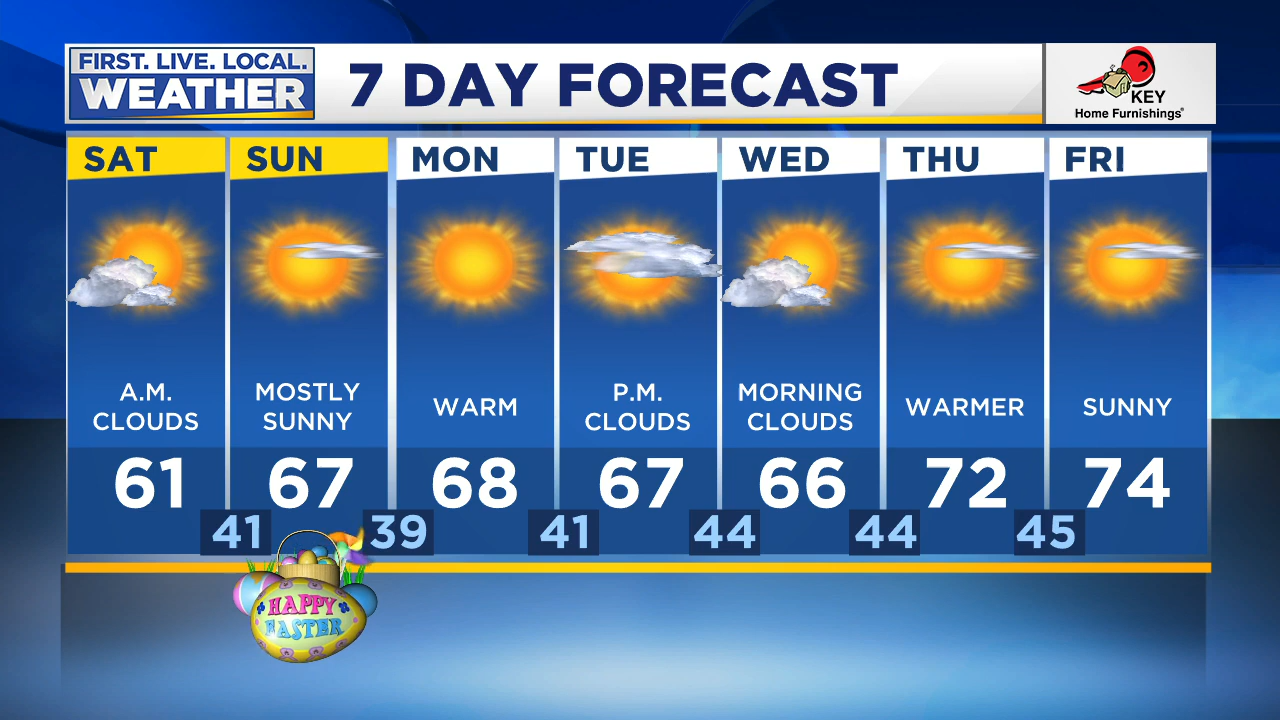 FIRST. LIVE. LOCAL.
WEATHER
7 DAY FORECAST
KEY
Home Furnishings®
SAT SUN MON TUE WED THU FRI
A.M.
CLOUDS
MOSTLY
SUNNY
WARM
P.M.
CLOUDS
MORNING
CLOUDS
WARMER
SUNNY
61 67 68 67 66 72 74
41 39 41 44 44 45
HAPPY
EASTER